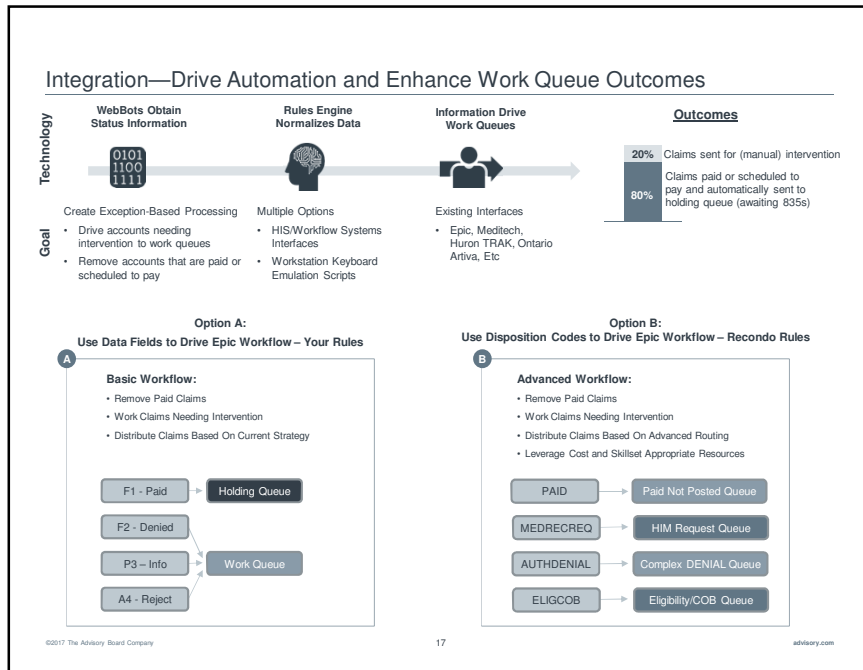 Integration—Drive Automation and Enhance Work Queue Outcomes
Technology
WebBots Obtain
Status Information
Rules Engine
Normalizes Data
Information Drive
Work Queues
0101
1100
1111
Outcomes
20%
Claims sent for (manual) intervention
80%
Claims paid or scheduled to
pay and automatically sent to
holding queue (awaiting 835s)
Goal
Create Exception-Based Processing
• Drive accounts needing
intervention to work queues
• Remove accounts that are paid or
scheduled to pay
Multiple Options
• HIS/Workflow Systems
Interfaces
• Workstation Keyboard
Emulation Scripts
Existing Interfaces
• Epic, Meditech,
Huron TRAK, Ontario
Artiva, Etc
Option A:
Use Data Fields to Drive Epic Workflow – Your Rules
A
Basic Workflow:
• Remove Paid Claims
• Work Claims Needing Intervention
• Distribute Claims Based On Current Strategy
F1 - Paid
Holding Queue
F2 - Denied
P3 – Info
Work Queue
A4 - Reject
Option B:
Use Disposition Codes to Drive Epic Workflow – Recondo Rules
B
Advanced Workflow:
• Remove Paid Claims
• Work Claims Needing Intervention
• Distribute Claims Based On Advanced Routing
• Leverage Cost and Skillset Appropriate Resources
PAID
Paid Not Posted Queue
MEDRECREQ
HIM Request Queue
AUTHDENIAL
Complex DENIAL Queue
ELIGCOB
Eligibility/COB Queue
©2017 The Advisory Board Company
17
advisory.com